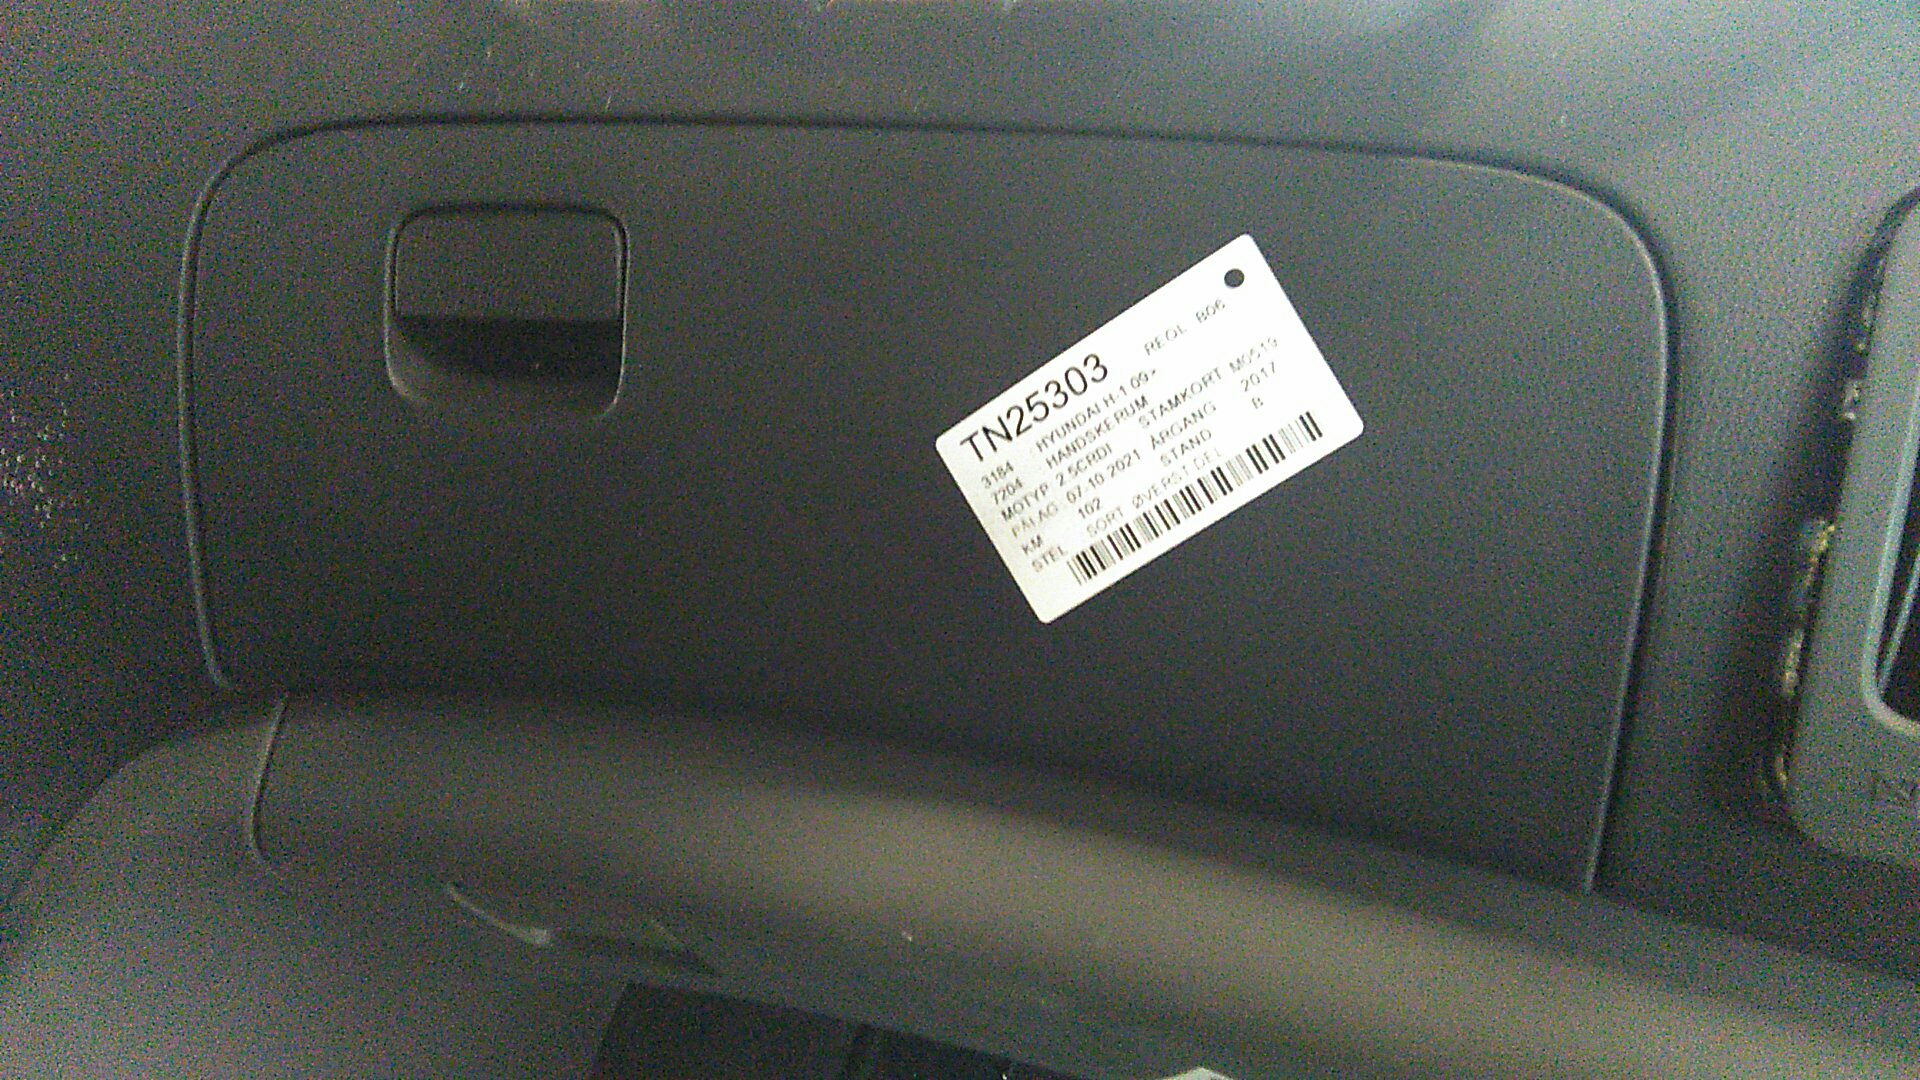 TN25303 REOL B06
3184 HYUNDAI H-1 09>
7204 HANDSKERUM
MOTYP 2.5CRDI STAMKORT M0519
PÅLAG 07-10-2021 ÅRGANG 2017
KM 102 STAND B
STEL SORT ØVERST DEL